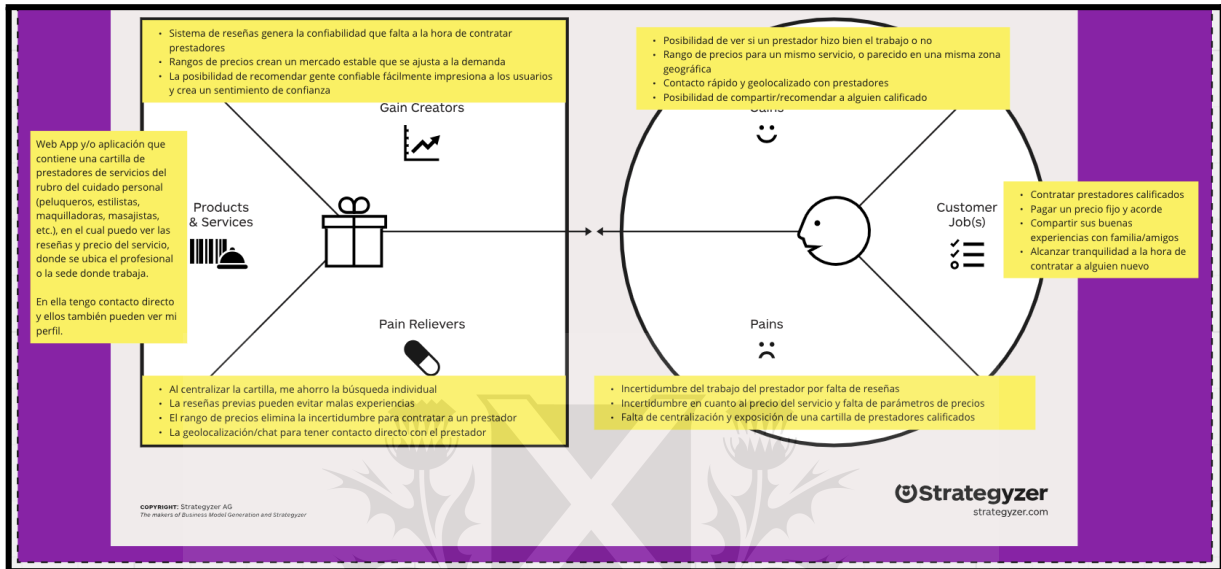 • Sistema de reseñas genera la confiabilidad que falta a la hora de contratar
prestadores
• Rangos de precios crean un mercado estable que se ajusta a la demanda
• La posibilidad de recomendar gente confiable fácilmente impresiona a los usuarios
y crea un sentimiento de confianza
Gain Creators
Web App y/o aplicación que
contiene una cartilla de
prestadores de servicios del
rubro del cuidado personal
(peluqueros, estilistas,
maquilladoras, masajistas,
etc.), en el cual puedo ver las
reseñas y precio del servicio,
donde se ubica el profesional
o la sede donde trabaja.
En ella tengo contacto directo
y ellos también pueden ver mi
perfil.
Products
& Services
Pain Relievers
• Al centralizar la cartilla, me ahorro la búsqueda individual
• La reseñas previas pueden evitar malas experiencias
• El rango de precios elimina la incertidumbre para contratar a un prestador
• La geolocalización/chat para tener contacto directo con el prestador
• Posibilidad de ver si un prestador hizo bien el trabajo o no
• Rango de precios para un mismo servicio, o parecido en una misma zona
geográfica
• Contacto rápido y geolocalizado con prestadores
• Posibilidad de compartir/recomendar a alguien calificado
Gains
Customer
Job(s)
• Contratar prestadores calificados
• Pagar un precio fijo y acorde
• Compartir sus buenas
experiencias con familia/amigos
• Alcanzar tranquilidad a la hora de
contratar a alguien nuevo
Pains
• Incertidumbre del trabajo del prestador por falta de reseñas
• Incertidumbre en cuanto al precio del servicio y falta de parámetros de precios
• Falta de centralización y exposición de una cartilla de prestadores calificados
COPYRIGHT: Strategyzer AG
The makers of Business Model Generation and Strategyzer
Strategyzer
strategyzer.com